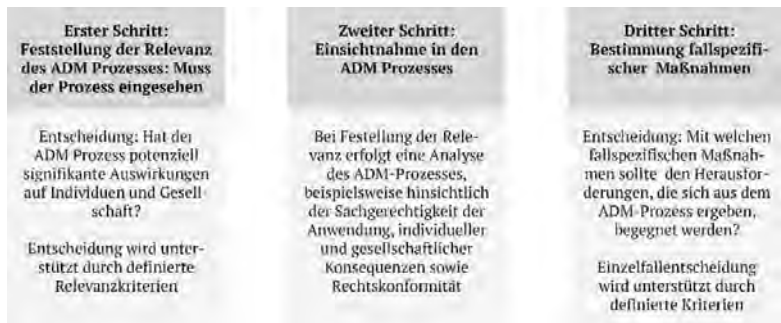 Erster Schritt:
Feststellung der Relevanz
des ADM Prozesses: Muss
der Prozess eingesehen
Entscheidung: Hat der
ADM Prozess potenziell
signifikante Auswirkungen
auf Individuen und Gesell
schaft?
Entscheidung wird unter-
stützt durch definierte
Relevanzkriterien
Zweiter Schritt:
Einsichtnahme in den
ADM Prozesses
Bei Festellung der Rele-
vanz erfolgt eine Analyse
des ADM-Prozesses,
beispielsweise hinsichtlich
der Sachgerechtigkeit der
Anwendung, individueller
und gesellschaftlicher
Konsequenzen sowie
Rechtskonformität
Dritter Schritt:
Bestimmung fallspezifi-
scher Maßnahmen
Entscheidung: Mit welchen
fallspezifischen Maßnah-
men sollte den Herausfor-
derungen, die sich aus dem
ADM-Prozess ergeben,
begegnet werden?
Einzelfallentscheidung
wird unterstützt durch
definierte Kriterien